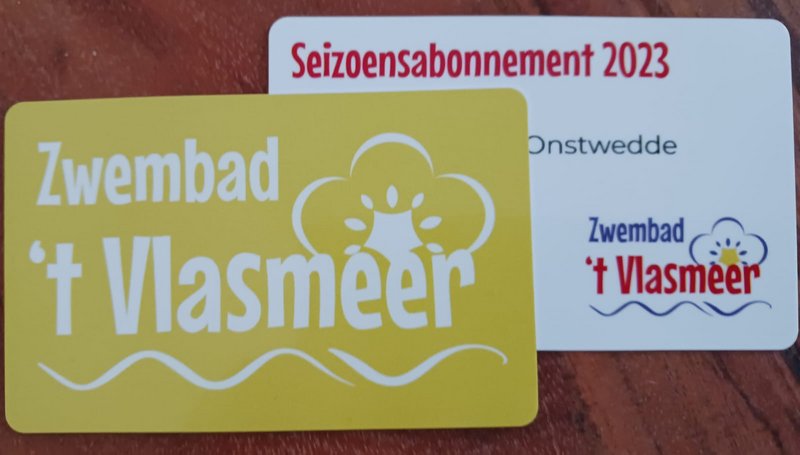 Seizoensabonnement 2023
Onstwedde
Zwembad
't Vlasmeer
Zwembad
't Vlasmeer